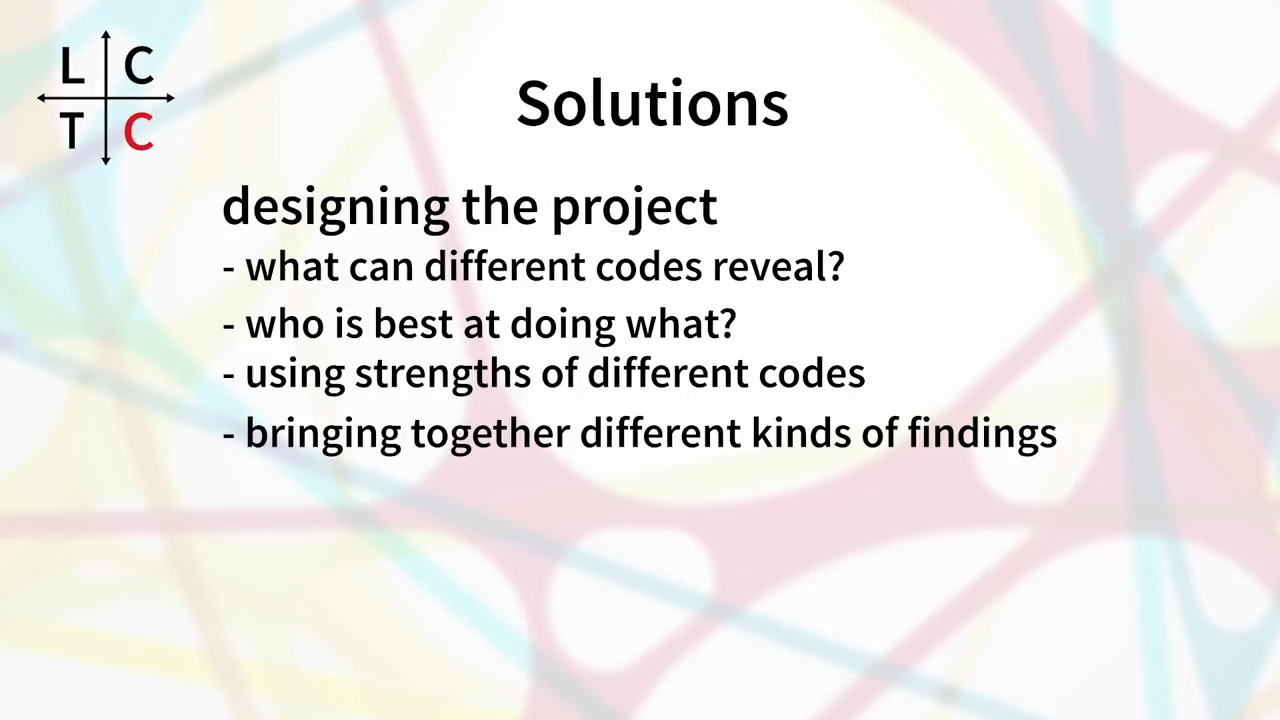 L C
T C
Solutions
designing the project
- what can different codes reveal?
- who is best at doing what?
- using strengths of different codes
- bringing together different kinds of findings